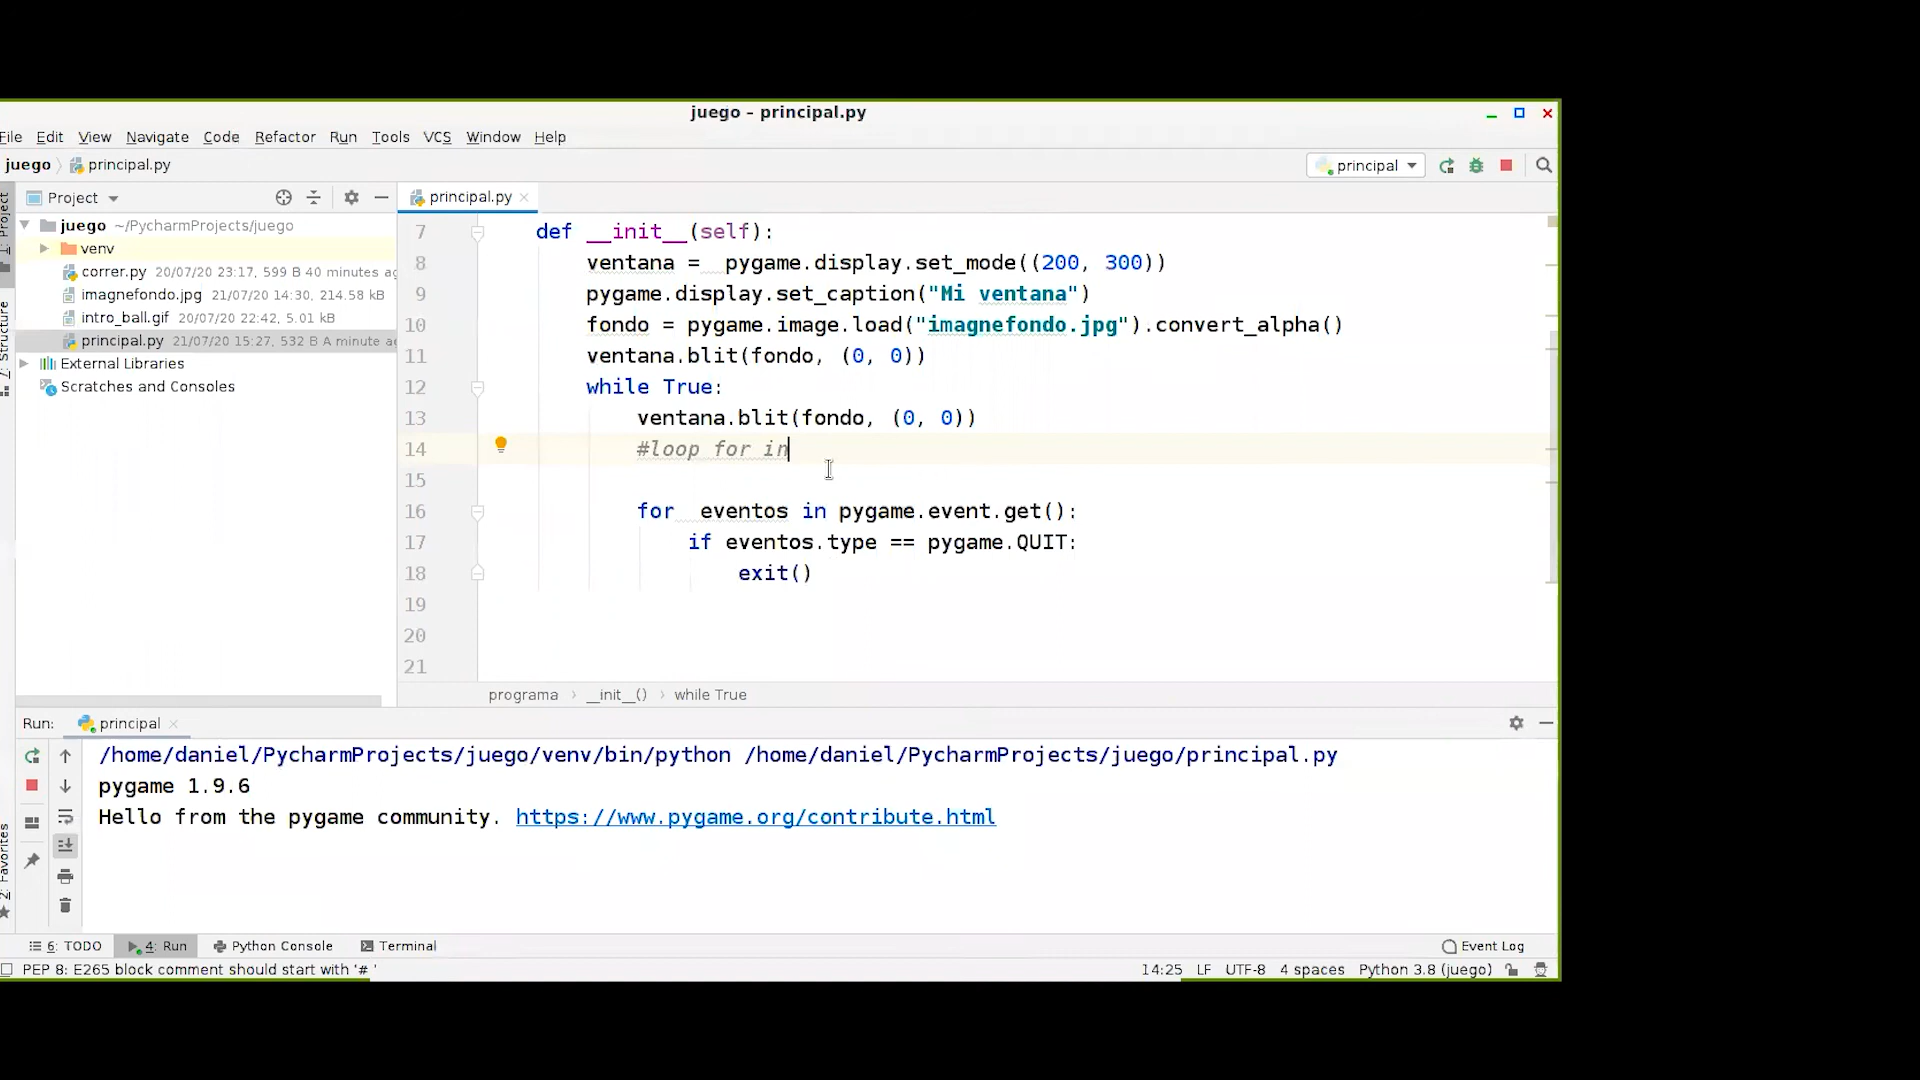 juego – principal.py
File Edit View Navigate Code Refactor Run Tools VCS Window Help
juego principal.py
principal
1: Project
Project
principal.py
juego ~/PycharmProjects/juego
venv
correr.py 20/07/20 23:17, 599 B 40 minutes ag
imagnefondo.jpg 21/07/20 14:30, 214.58 kB
intro_ball.gif 20/07/20 22:42, 5.01 kB
principal.py 21/07/20 15:27, 532 B A minute ag
External Libraries
Scratches and Consoles
7: Structure
7 def __init__(self):
8 ventana =  pygame.display.set_mode((200, 300))
9 pygame.display.set_caption("Mi ventana")
10 fondo = pygame.image.load("imagnefondo.jpg").convert_alpha()
11 ventana.blit(fondo, (0, 0))
12 while True:
13 ventana.blit(fondo, (0, 0))
14 #loop for in
15
16 for  eventos in pygame.event.get():
17 if eventos.type == pygame.QUIT:
18 exit()
19
20
21
programa __init__() while True
Run: principal
/home/daniel/PycharmProjects/juego/venv/bin/python /home/daniel/PycharmProjects/juego/principal.py
pygame 1.9.6
Hello from the pygame community. https://www.pygame.org/contribute.html
2: Favorites
6: TODO 4: Run Python Console Terminal Event Log
PEP 8: E265 block comment should start with '# ' 14:25 LF UTF-8 4 spaces Python 3.8 (juego)